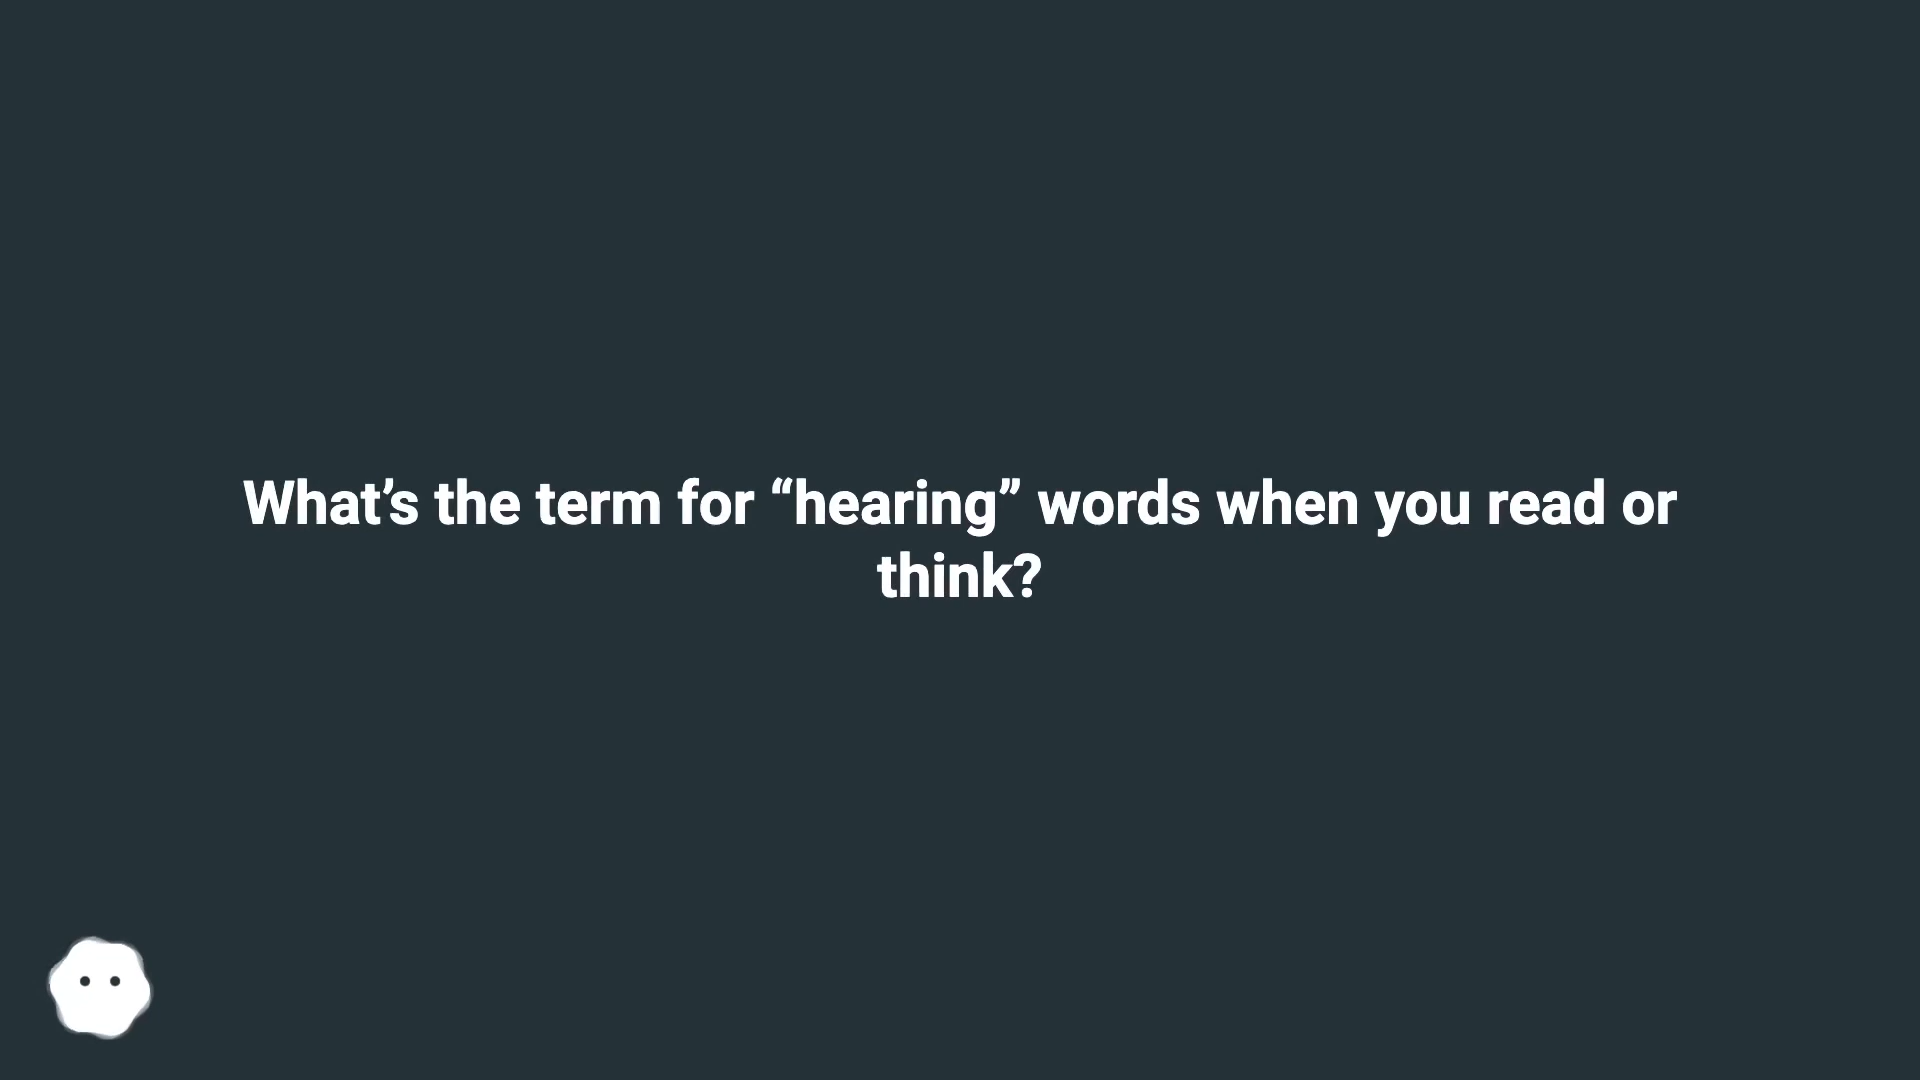 What’s the term for “hearing” words when you read or
think?